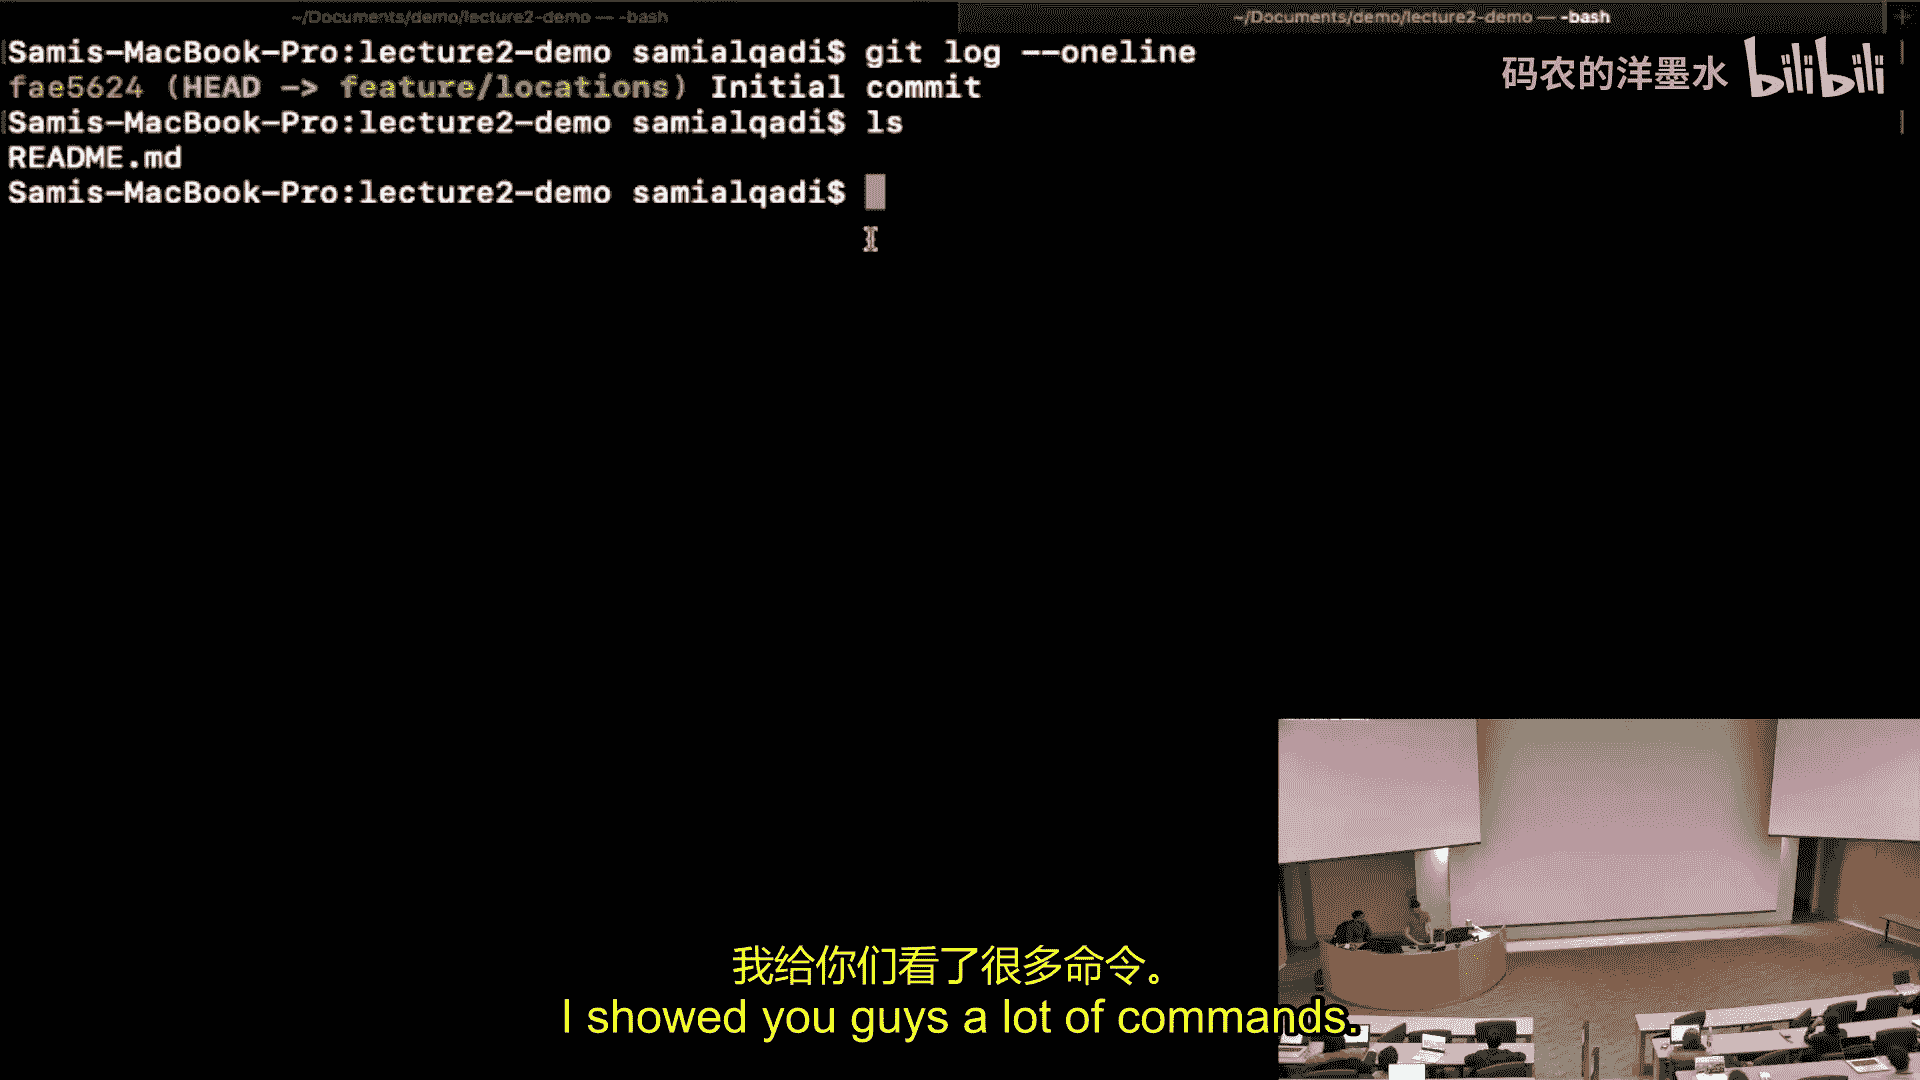 ~/Documents/demo/lecture2-demo — -bash
~/Documents/demo/lecture2-demo — -bash
Samis-MacBook-Pro:lecture2-demo samialqadi$ git log --oneline
fae5624 (HEAD -> feature/locations) Initial commit
Samis-MacBook-Pro:lecture2-demo samialqadi$ ls
README.md
Samis-MacBook-Pro:lecture2-demo samialqadi$
码农的洋墨水 bilibili
我给你们看了很多命令。
I showed you guys a lot of commands.